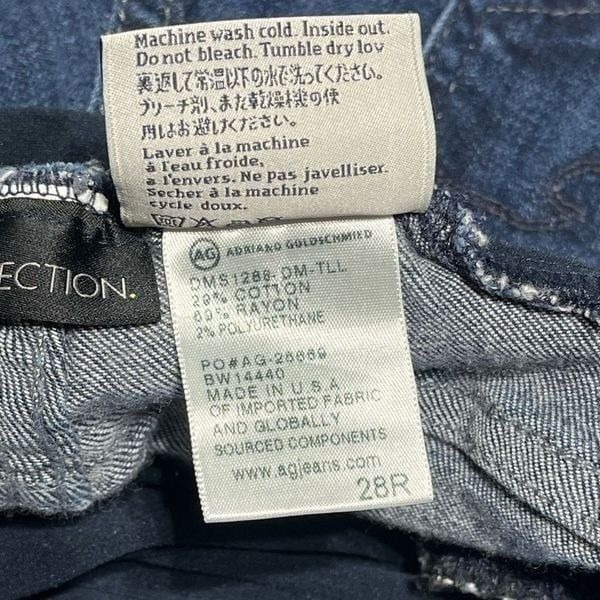 Machine wash cold. Inside out.
Do not bleach. Tumble dry low
裏返して常温以下の水で洗ってください。
ブリーチ剤、また乾燥機の使
用はお避けください。
Laver à la machine
à l'eau froide,
a l'envers. Ne pas javelliser.
Secher à la machine
cycle doux.
ECTION.
AG ADRIANO GOLDSCHMIED
DMS1288 DM-TLL
29% COTTON
69% RAYON
2% POLYURETHANE
PO#AG-26669
BW14440
MADE IN U.S.A
OF IMPORTED FABRIC
AND GLOBALLY
SOURCED COMPONENTS
www.agjeans.com
28R